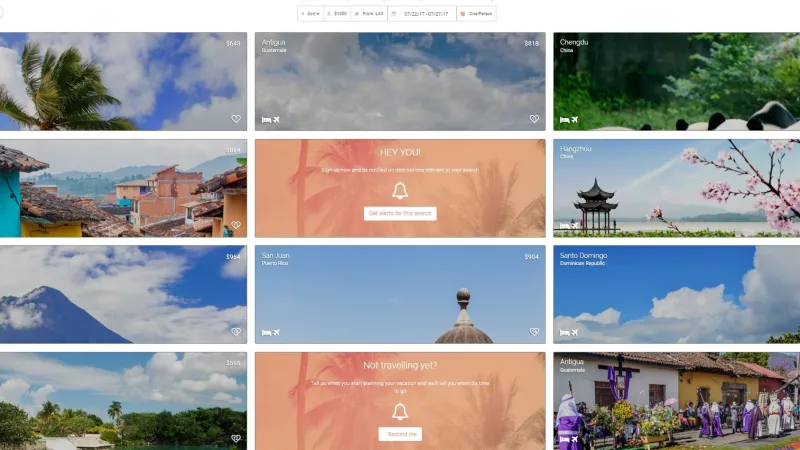 Sort
$1000
From: LAX
07/22/17 - 07/27/17
One Person
$643
Antigua
Guatemala
$818
Chengdu
China
$884
HEY YOU!
Sign up now and be notified on destinations relevant to your search
Get alerts for this search
Hangzhou
China
$964
San Juan
Puerto Rico
$904
Santo Domingo
Dominican Republic
Not travelling yet?
Tell us when you start planning your vacation and we'll tell you when it's time
to go
Remind me
Antigua
Guatemala